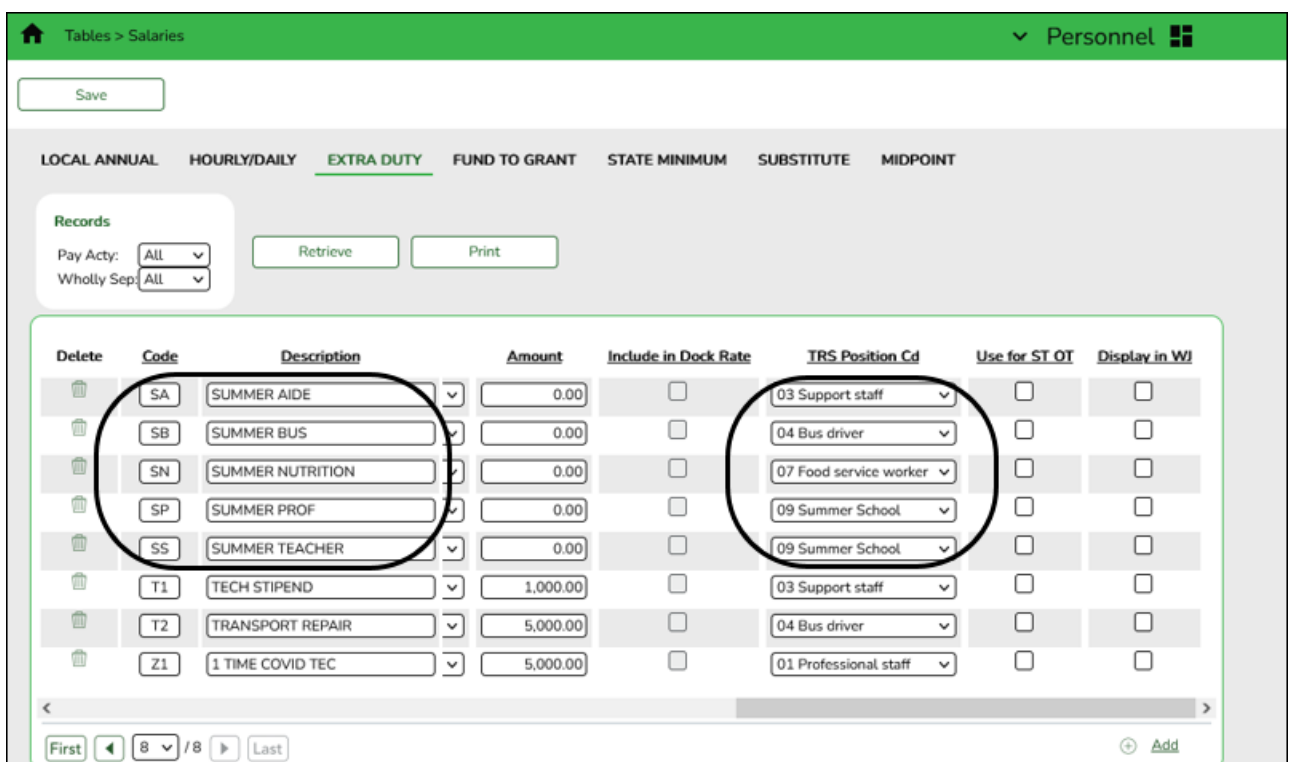 Tables > Salaries
Personnel
Save
LOCAL ANNUAL HOURLY/DAILY EXTRA DUTY FUND TO GRANT STATE MINIMUM SUBSTITUTE MIDPOINT
Records
Pay Acty: All
Wholly Sep: All
Retrieve Print
Delete Code Description Amount Include in Dock Rate TRS Position Cd Use for ST OT Display in WJ
SA SUMMER AIDE 0.00 03 Support staff
SB SUMMER BUS 0.00 04 Bus driver
SN SUMMER NUTRITION 0.00 07 Food service worker
SP SUMMER PROF 0.00 09 Summer School
SS SUMMER TEACHER 0.00 09 Summer School
T1 TECH STIPEND 1,000.00 03 Support staff
T2 TRANSPORT REPAIR 5,000.00 04 Bus driver
Z1 1 TIME COVID TEC 5,000.00 01 Professional staff
First 8 / 8 Last
Add